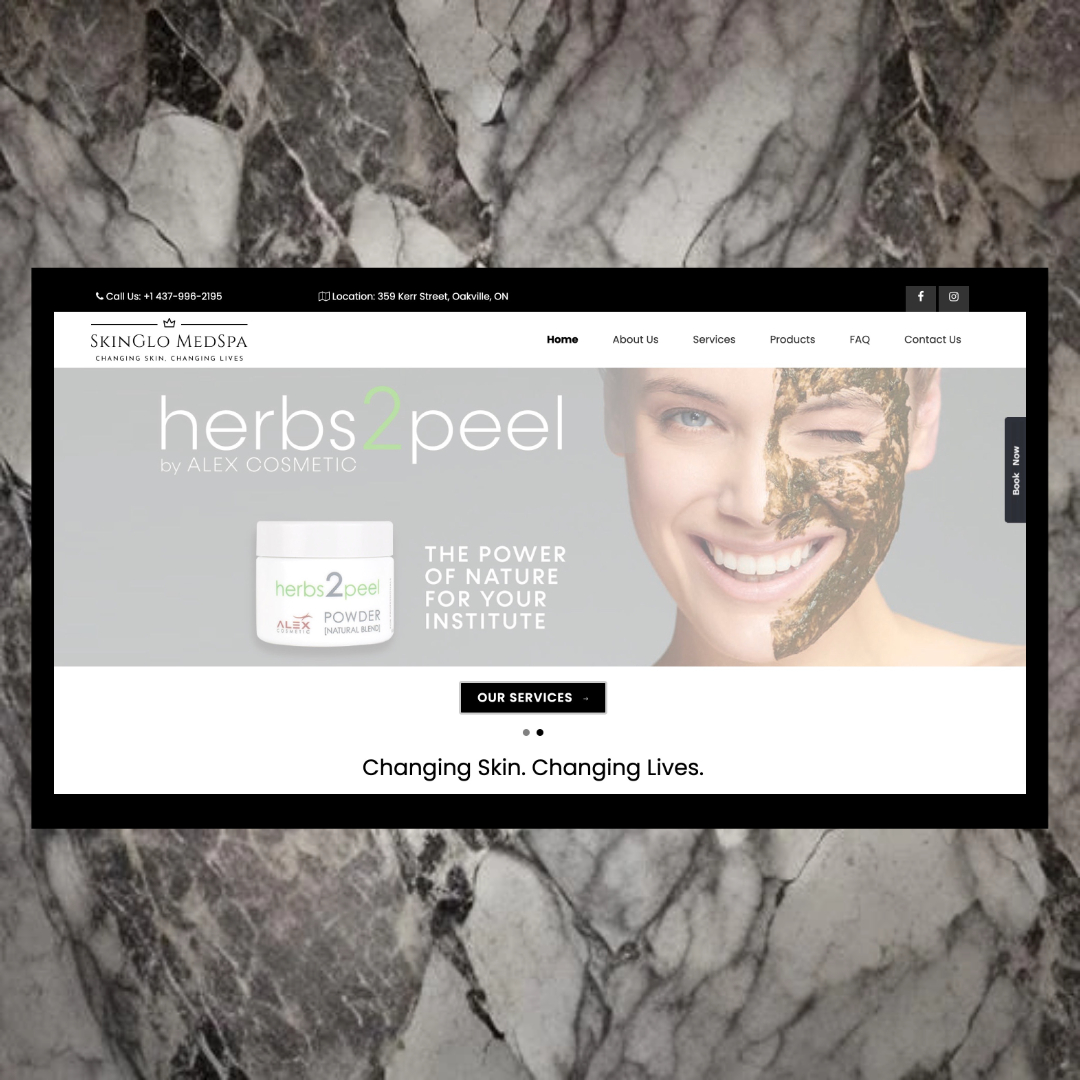 Call Us: +1 437-996-2195
Location: 359 Kerr Street, Oakville, ON
SKINGLO MEDSPA
CHANGING SKIN. CHANGING LIVES
Home About Us Services Products FAQ Contact Us
herbs2peel
by ALEX COSMETIC
Book Now
herbs2peel
ALEX
COSMETIC
POWDER
[NATURAL BLEND]
THE POWER
OF NATURE
FOR YOUR
INSTITUTE
OUR SERVICES →
Changing Skin. Changing Lives.